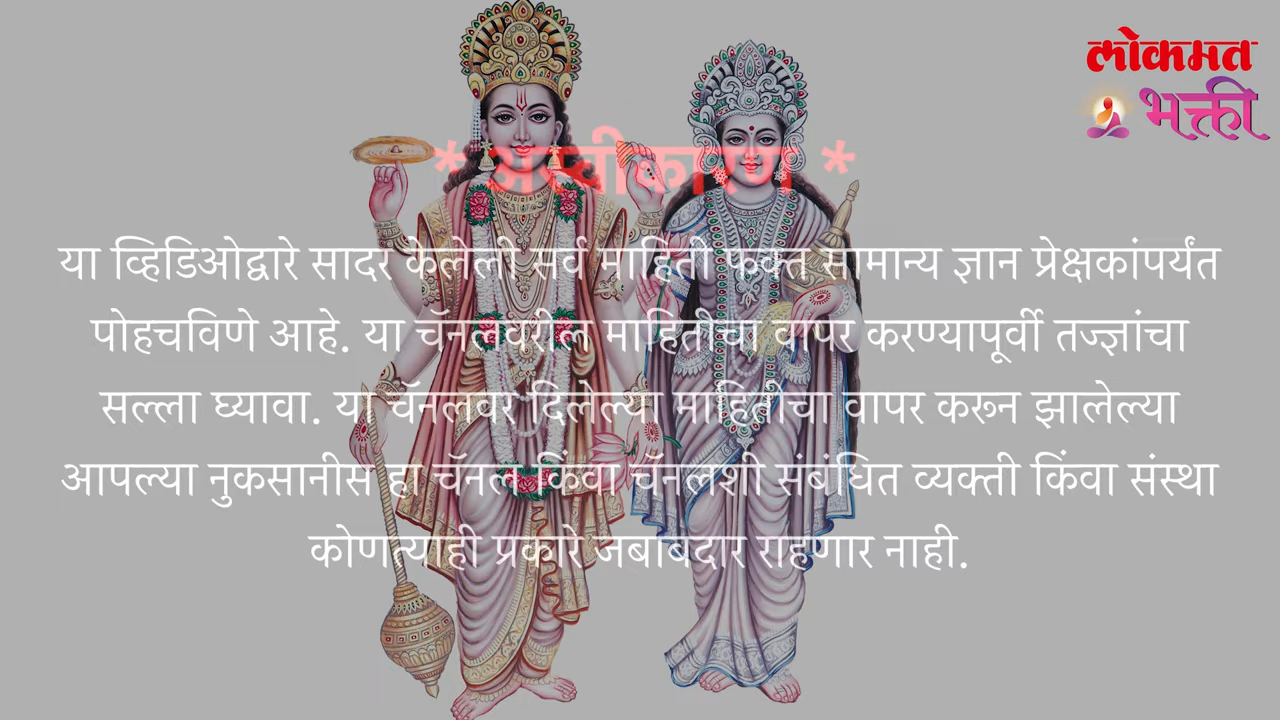 लोकमत
भक्ती
* अस्वीकारण *
या व्हिडिओद्वारे सादर केलेली सर्व माहिती फक्त सामान्य ज्ञान प्रेक्षकांपर्यंत
पोहचविणे आहे. या चॅनलवरील माहितीचा वापर करण्यापूर्वी तज्ज्ञांचा
सल्ला घ्यावा. या चॅनलवर दिलेल्या माहितीचा वापर करून झालेल्या
आपल्या नुकसानीस हा चॅनल किंवा चॅनलशी संबंधित व्यक्ती किंवा संस्था
कोणत्याही प्रकारे जबाबदार राहणार नाही.